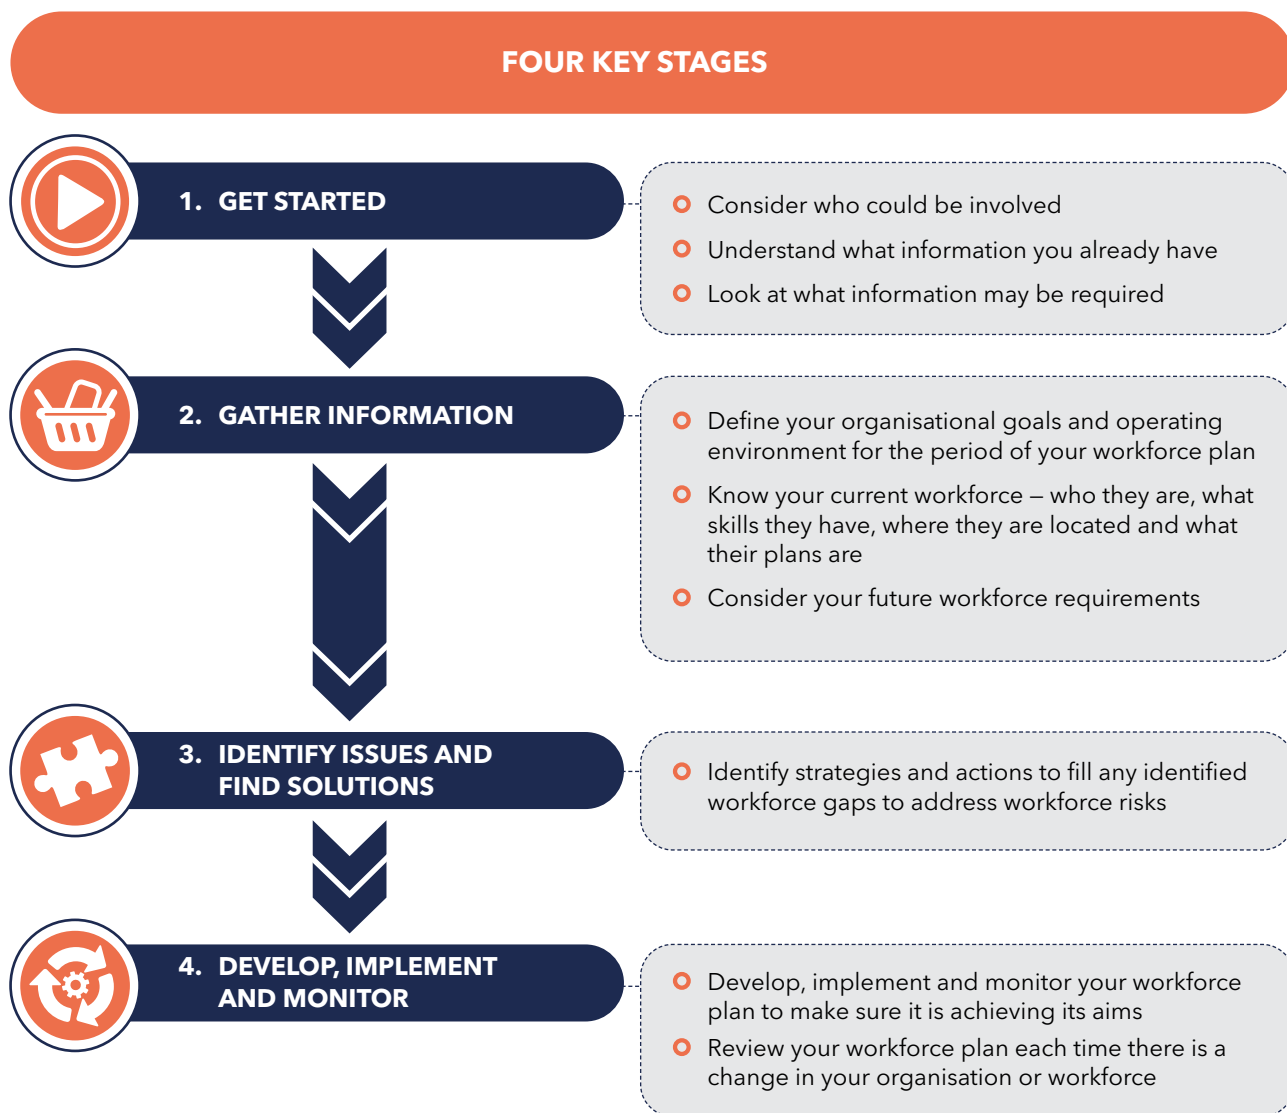 FOUR KEY STAGES
1. GET STARTED
Consider who could be involved
Understand what information you already have
Look at what information may be required
2. GATHER INFORMATION
Define your organisational goals and operating
environment for the period of your workforce plan
Know your current workforce – who they are, what
skills they have, where they are located and what
their plans are
Consider your future workforce requirements
3. IDENTIFY ISSUES AND
FIND SOLUTIONS
Identify strategies and actions to fill any identified
workforce gaps to address workforce risks
4. DEVELOP, IMPLEMENT
AND MONITOR
Develop, implement and monitor your workforce
plan to make sure it is achieving its aims
Review your workforce plan each time there is a
change in your organisation or workforce